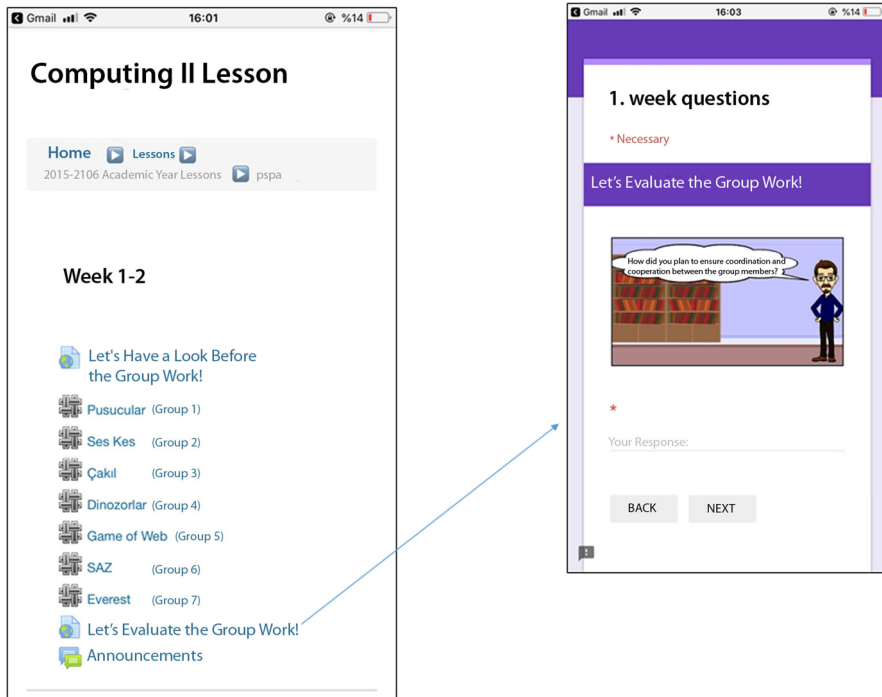 Gmail 16:01 %14
Computing II Lesson
Home Lessons
2015-2106 Academic Year Lessons pspa
Week 1-2
Let's Have a Look Before
the Group Work!
Pusucular (Group 1)
Ses Kes (Group 2)
Çakıl (Group 3)
Dinozorlar (Group 4)
Game of Web (Group 5)
SAZ (Group 6)
Everest (Group 7)
Let's Evaluate the Group Work!
Announcements
Gmail 16:03 %14
1. week questions
* Necessary
Let's Evaluate the Group Work!
How did you plan to ensure coordination and
cooperation between the group members?
*
Your Response:
BACK NEXT